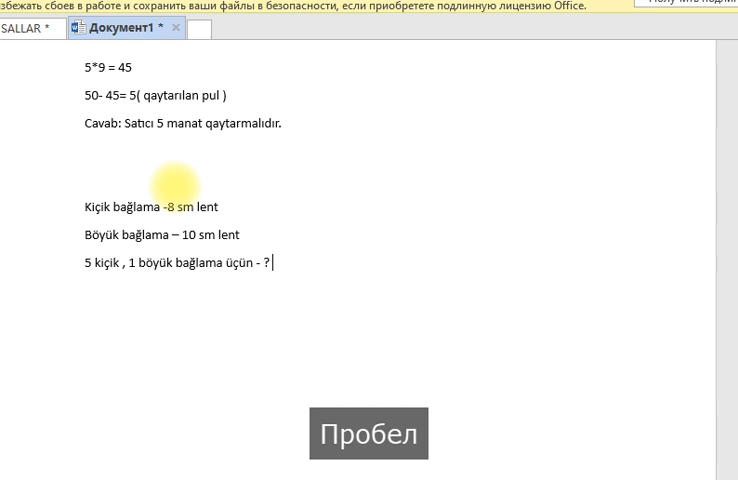 збежать сбоев в работе и сохранить ваши файлы в безопасности, если приобретете подлинную лицензию Office.
SALLAR * Документ1 *
5*9 = 45
50- 45= 5( qaytarılan pul )
Cavab: Satıcı 5 manat qaytarmalıdır.
Kiçik bağlama -8 sm lent
Böyük bağlama – 10 sm lent
5 kiçik , 1 böyük bağlama üçün - ?
Пробел